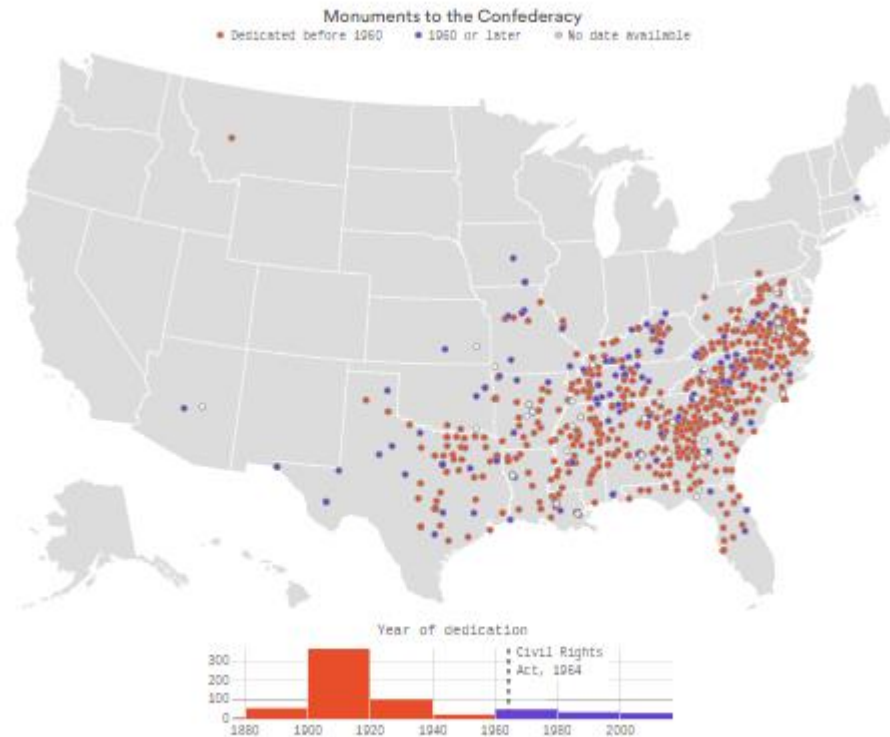 Monuments to the Confederacy
Dedicated before 1960 1960 or later No date available
Year of dedication
Civil Rights
Act, 1964
300
200
100
0
1880 1900 1920 1940 1960 1980 2000